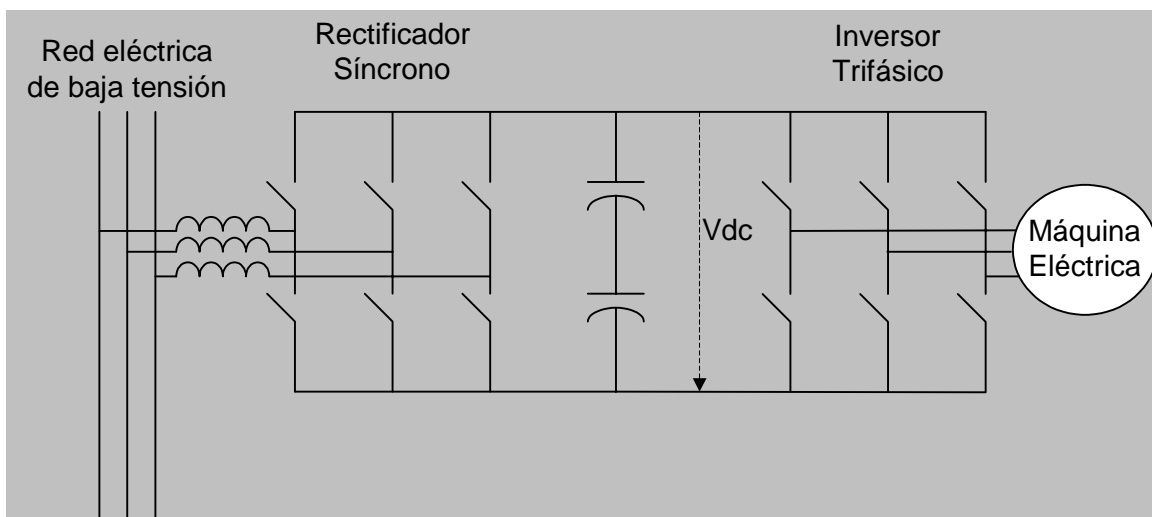 Red eléctrica
de baja tensión
Rectificador
Síncrono
Inversor
Trifásico
Vdc
Máquina
Eléctrica